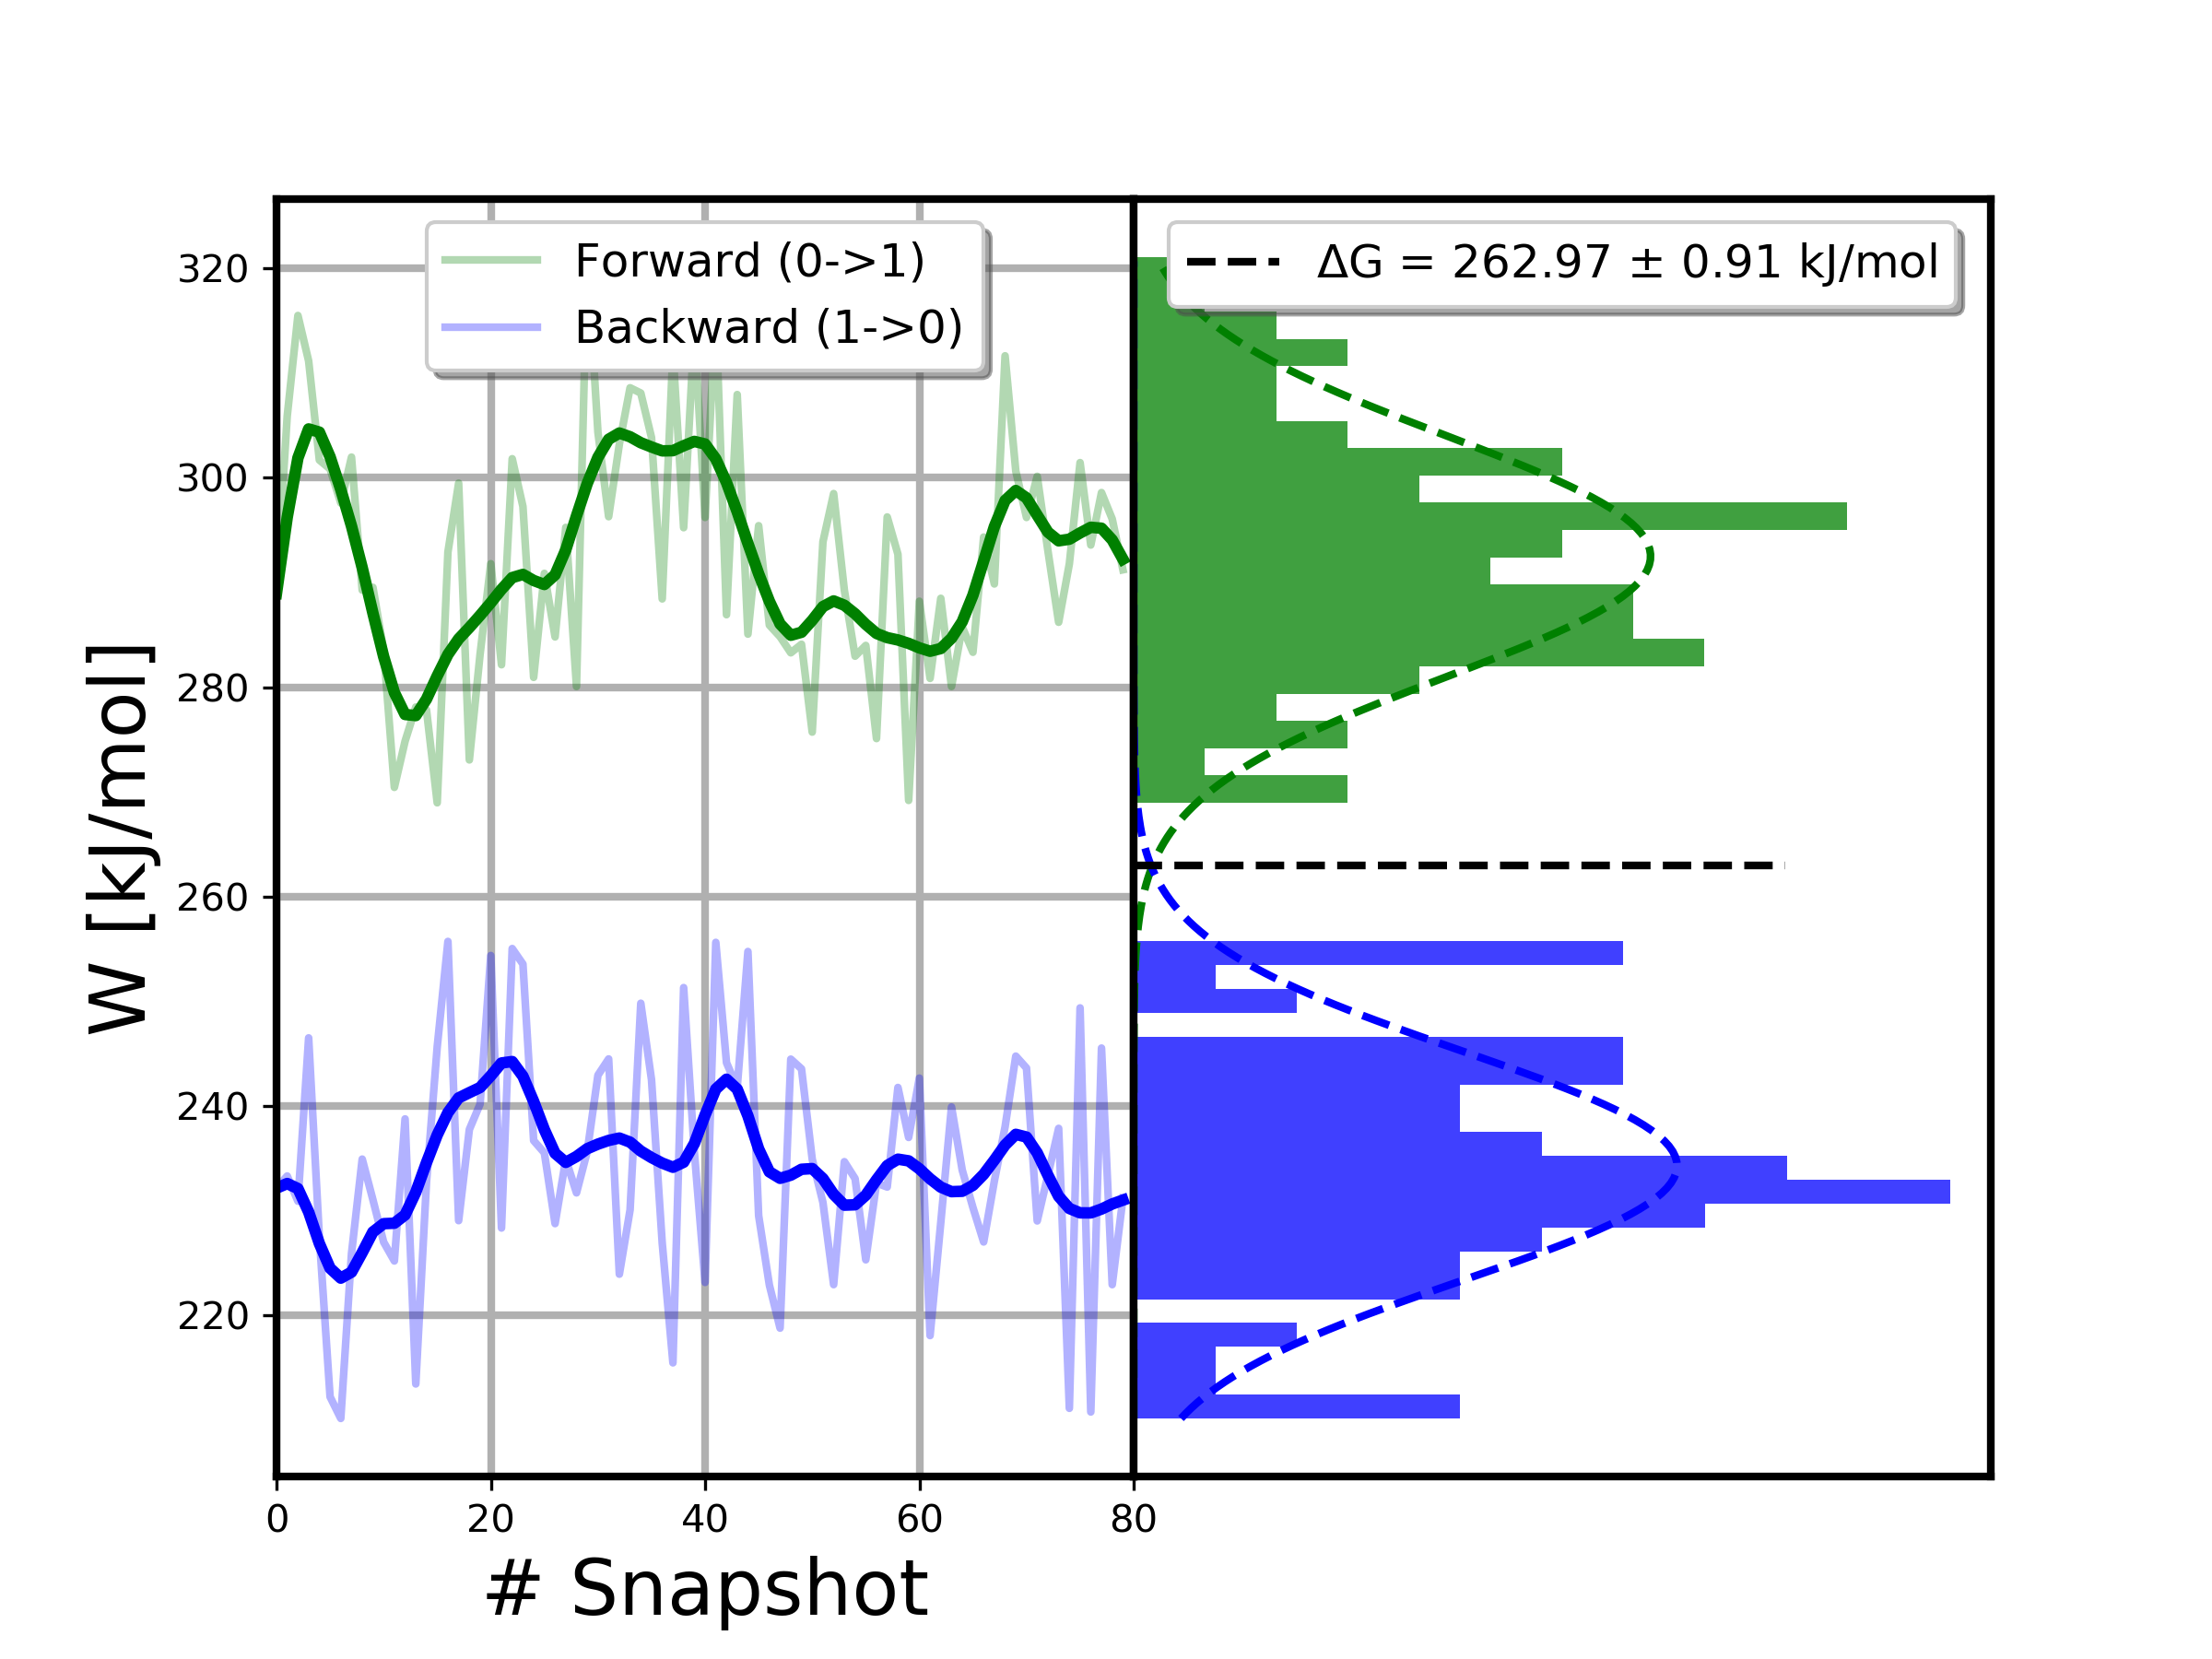 Forward (0->1)
Backward (1->0)
ΔG = 262.97 ± 0.91 kJ/mol
W [kJ/mol]
320
300
280
260
240
220
0 20 40 60 80
# Snapshot